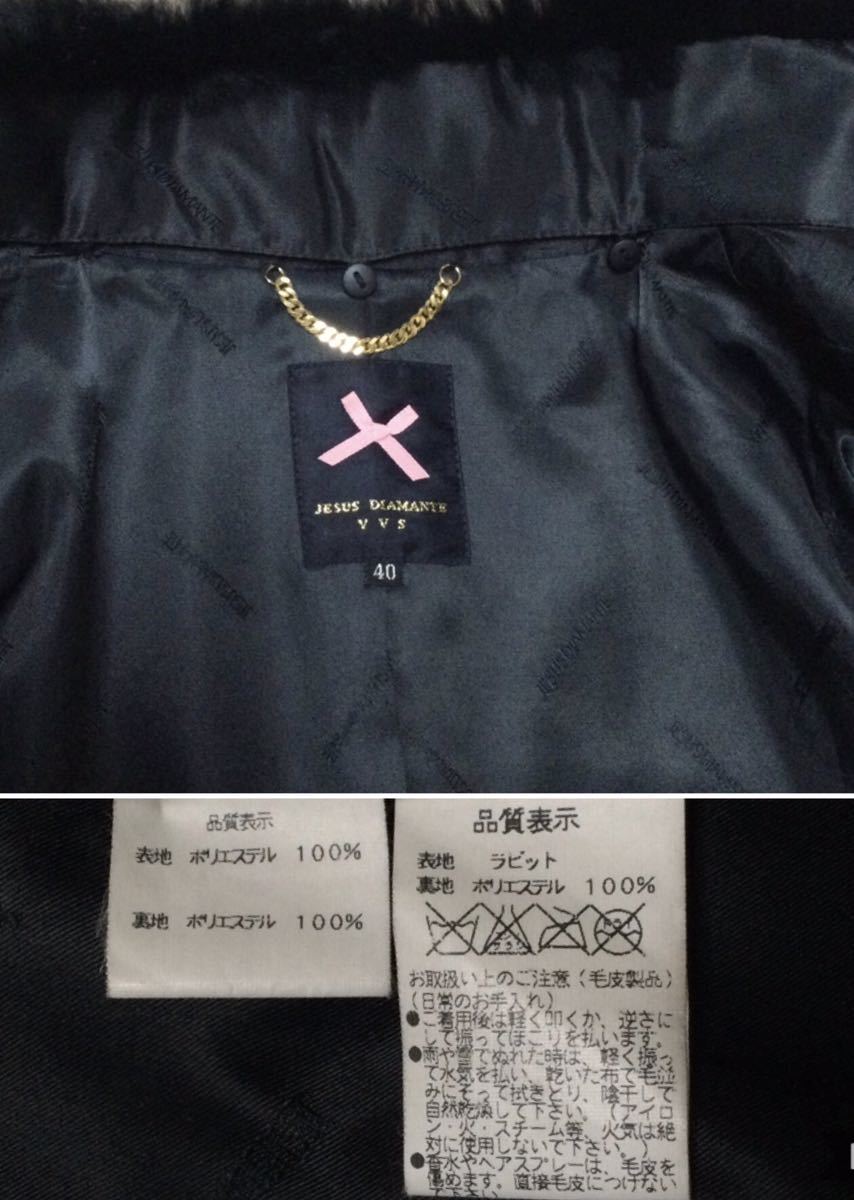 JESUS DIAMANTE
V V S
40
品質表示
表地 ポリエステル 100%
裏地 ポリエステル 100%
品質表示
表地 ラビット
裏地 ポリエステル 100%
お取扱い上のご注意(毛皮製品)
(日常のお手入れ)
●ご着用後は軽く叩くか、逆さに
して振ってほこりを払います。
●雨や雪でぬれた時は、軽く振っ
て水気を払い、乾いた布で毛並
みにそって拭きとり、陰干して
自然乾燥して下さい。(アイロ
ン・火・スチーム等、火気は絶
対に使用しないで下さい。)
●香水やヘアスプレーは、毛皮を
傷めます。直接毛皮につけない
で下さい